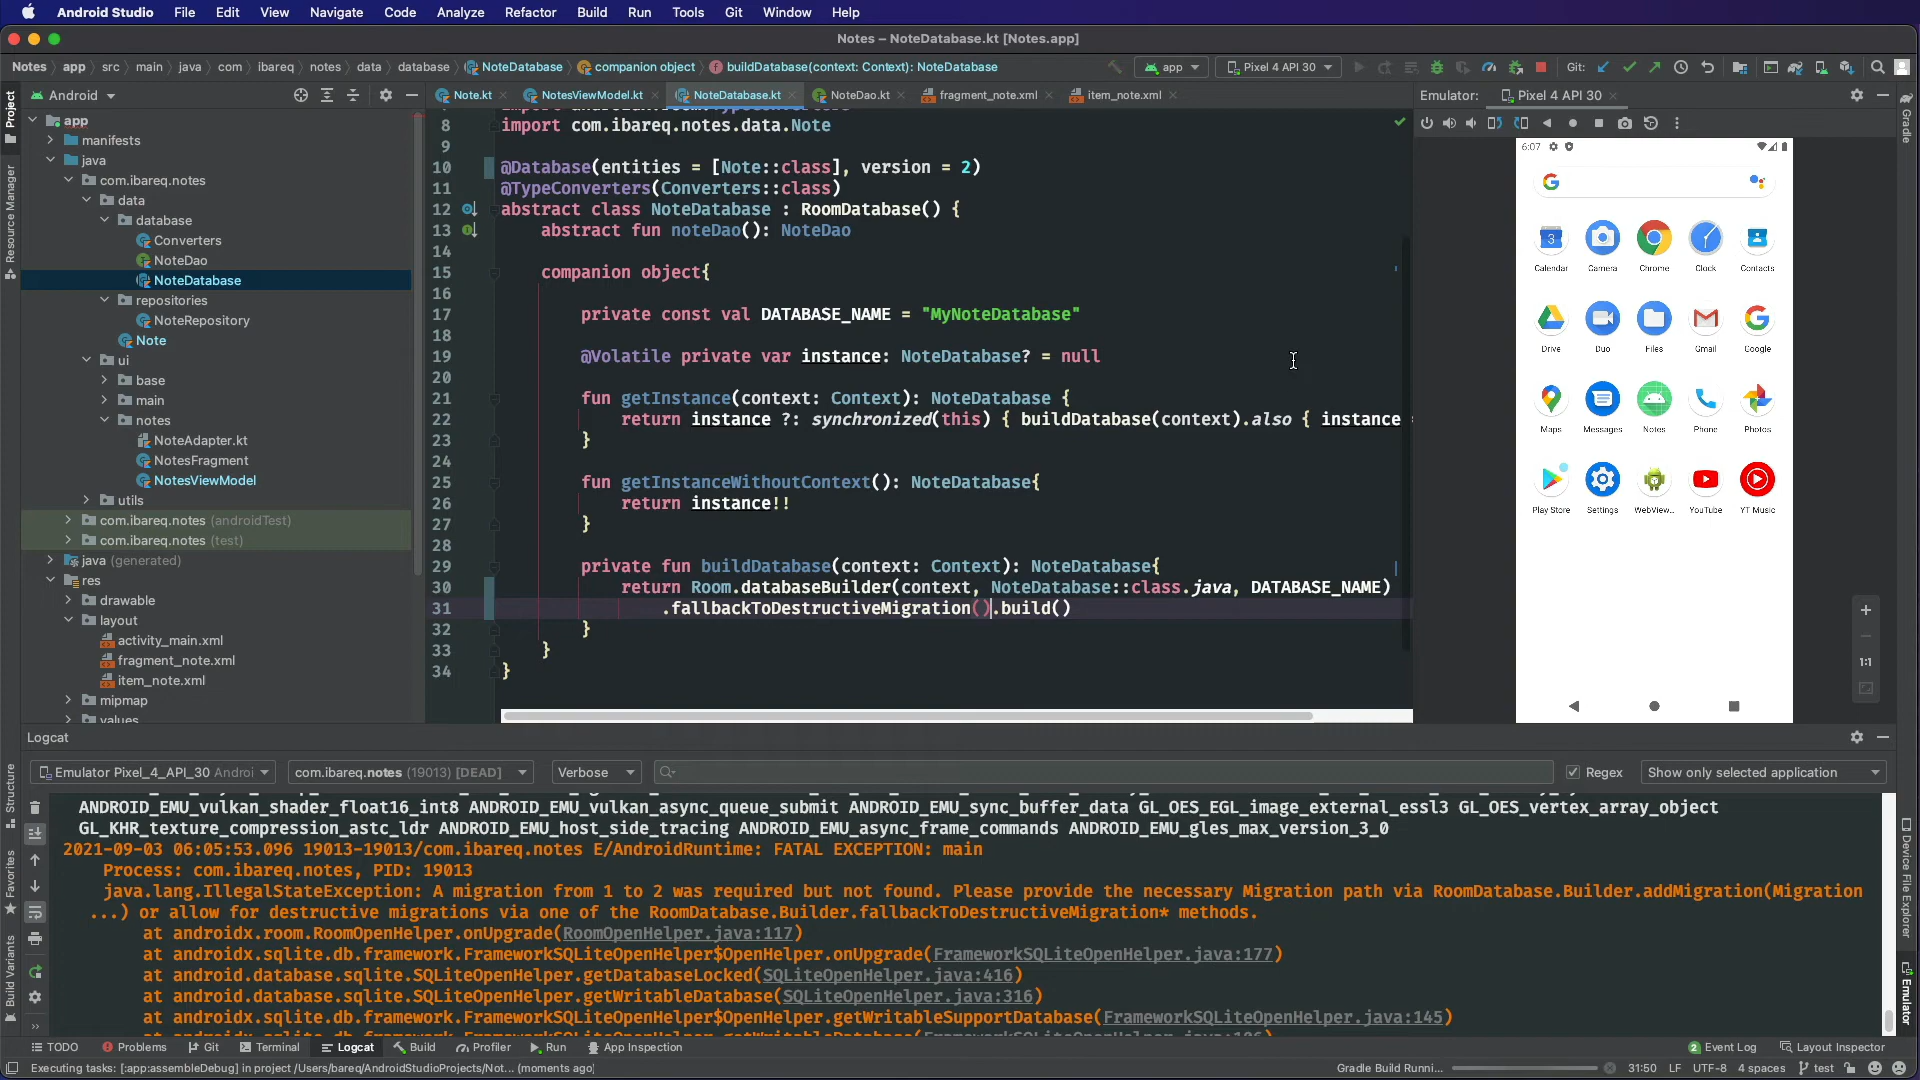 Android Studio File Edit View Navigate Code Analyze Refactor Build Run Tools Git Window Help
Notes – NoteDatabase.kt [Notes.app]
Notes app src main java com ibareq notes data database NoteDatabase companion object buildDatabase(context: Context): NoteDatabase app Pixel 4 API 30 Git:
Android Note.kt NotesViewModel.kt NoteDatabase.kt NoteDao.kt fragment_note.xml item_note.xml Emulator: Pixel 4 API 30
Project
Resource Manager
Structure
Favorites
Build Variants
app
manifests
java
com.ibareq.notes
data
database
Converters
NoteDao
NoteDatabase
repositories
NoteRepository
Note
ui
base
main
notes
NoteAdapter.kt
NotesFragment
NotesViewModel
utils
com.ibareq.notes (androidTest)
com.ibareq.notes (test)
java (generated)
res
drawable
layout
activity_main.xml
fragment_note.xml
item_note.xml
mipmap
values
8 import com.ibareq.notes.data.Note
9
10 @Database(entities = [Note::class], version = 2)
11 @TypeConverters(Converters::class)
12 abstract class NoteDatabase : RoomDatabase() {
13 abstract fun noteDao(): NoteDao
14
15 companion object{
16
17 private const val DATABASE_NAME = "MyNoteDatabase"
18
19 @Volatile private var instance: NoteDatabase? = null
20
21 fun getInstance(context: Context): NoteDatabase {
22 return instance ?: synchronized(this) { buildDatabase(context).also { instance
23 }
24
25 fun getInstanceWithoutContext(): NoteDatabase{
26 return instance!!
27 }
28
29 private fun buildDatabase(context: Context): NoteDatabase{
30 return Room.databaseBuilder(context, NoteDatabase::class.java, DATABASE_NAME)
31 .fallbackToDestructiveMigration().build()
32 }
33 }
34 }
6:07
Calendar Camera Chrome Clock Contacts
Drive Duo Files Gmail Google
Maps Messages Notes Phone Photos
Play Store Settings WebView... YouTube YT Music
1:1
Gradle
Device File Explorer
Emulator
Logcat
Emulator Pixel_4_API_30 Androi com.ibareq.notes (19013) [DEAD] Verbose Regex Show only selected application
ANDROID_EMU_vulkan_shader_float16_int8 ANDROID_EMU_vulkan_async_queue_submit ANDROID_EMU_sync_buffer_data GL_OES_EGL_image_external_essl3 GL_OES_vertex_array_object
GL_KHR_texture_compression_astc_ldr ANDROID_EMU_host_side_tracing ANDROID_EMU_async_frame_commands ANDROID_EMU_gles_max_version_3_0
2021-09-03 06:05:53.096 19013-19013/com.ibareq.notes E/AndroidRuntime: FATAL EXCEPTION: main
Process: com.ibareq.notes, PID: 19013
java.lang.IllegalStateException: A migration from 1 to 2 was required but not found. Please provide the necessary Migration path via RoomDatabase.Builder.addMigration(Migration
...) or allow for destructive migrations via one of the RoomDatabase.Builder.fallbackToDestructiveMigration* methods.
at androidx.room.RoomOpenHelper.onUpgrade(RoomOpenHelper.java:117)
at androidx.sqlite.db.framework.FrameworkSQLiteOpenHelper$OpenHelper.onUpgrade(FrameworkSQLiteOpenHelper.java:177)
at android.database.sqlite.SQLiteOpenHelper.getDatabaseLocked(SQLiteOpenHelper.java:416)
at android.database.sqlite.SQLiteOpenHelper.getWritableDatabase(SQLiteOpenHelper.java:316)
at androidx.sqlite.db.framework.FrameworkSQLiteOpenHelper$OpenHelper.getWritableSupportDatabase(FrameworkSQLiteOpenHelper.java:145)
TODO Problems Git Terminal Logcat Build Profiler Run App Inspection 2 Event Log Layout Inspector
Executing tasks: [:app:assembleDebug] in project /Users/bareq/AndroidStudioProjects/Not... (moments ago) Gradle Build Runni... 31:50 LF UTF-8 4 spaces test